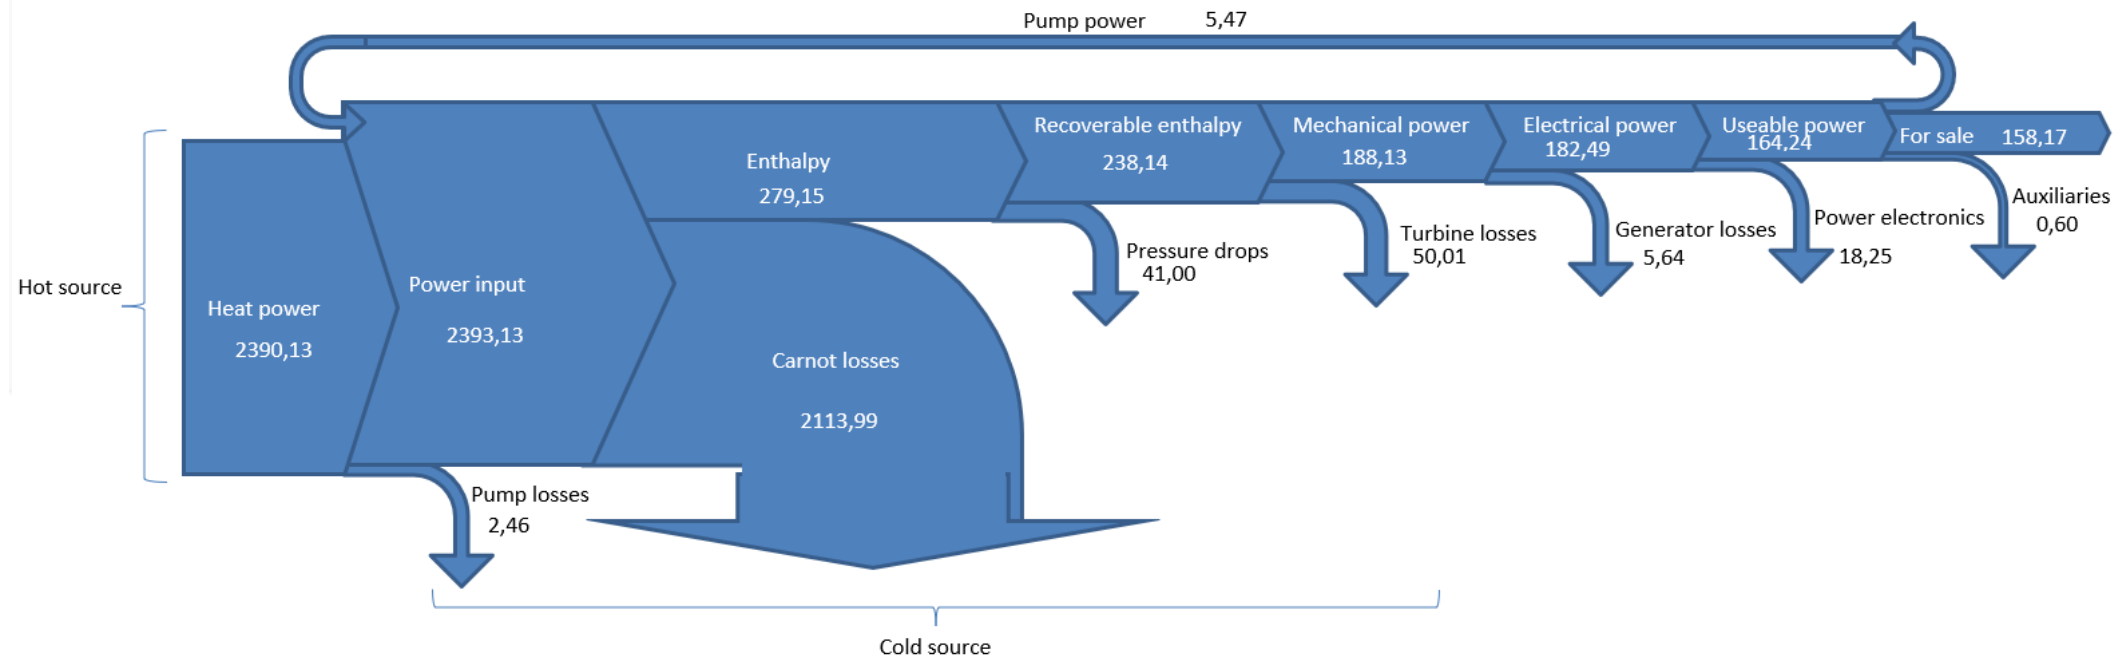 Pump power 5,47
Hot source
Heat power
2390,13
Power input
2393,13
Pump losses
2,46
Enthalpy
279,15
Carnot losses
2113,99
Recoverable enthalpy
238,14
Pressure drops
41,00
Mechanical power
188,13
Turbine losses
50,01
Electrical power
182,49
Generator losses
5,64
Useable power
164,24
Power electronics
18,25
For sale 158,17
Auxiliaries
0,60
Cold source